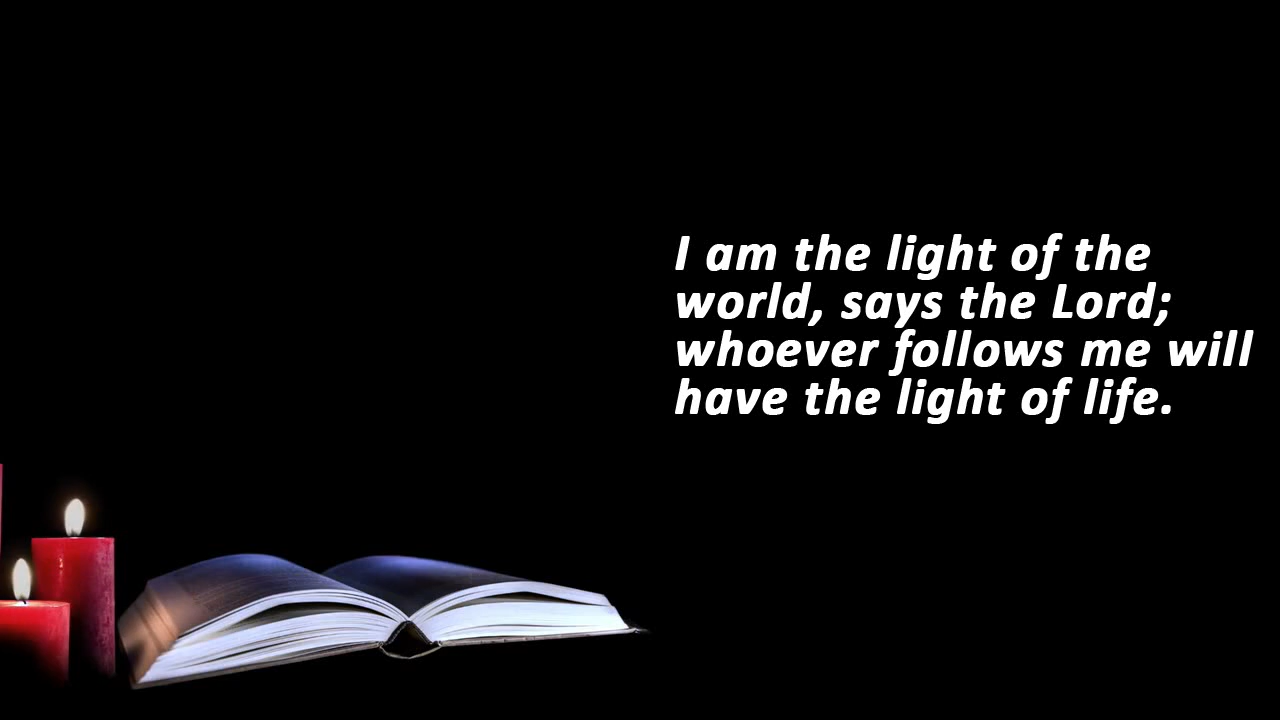 I am the light of the
world, says the Lord;
whoever follows me will
have the light of life.